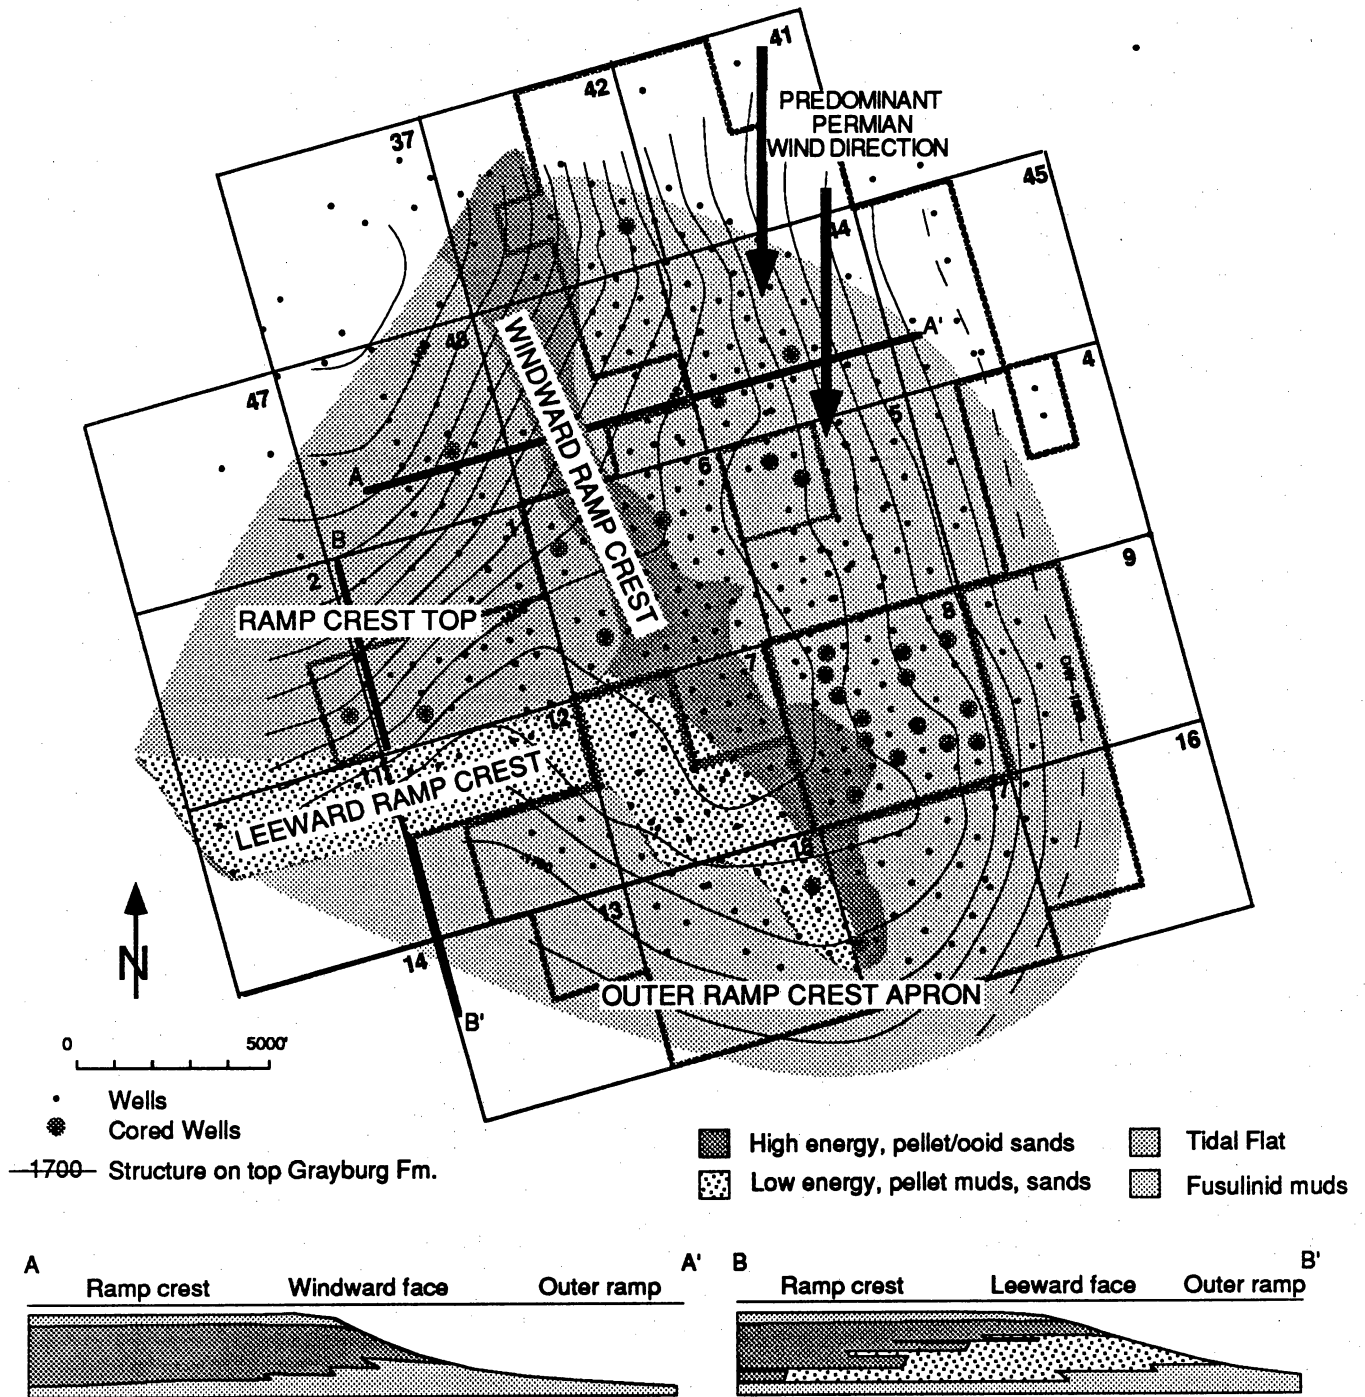 41
42
PREDOMINANT
PERMIAN
WIND DIRECTION
37
45
44
A'
48
4
47
WINDWARD RAMP CREST
5
A
6
1
B
9
2
8
RAMP CREST TOP
7
12
16
11
LEEWARD RAMP CREST
17
15
13
14
N
OUTER RAMP CREST APRON
B'
0 5000'
Wells
Cored Wells
-1700 Structure on top Grayburg Fm.
High energy, pellet/ooid sands
Low energy, pellet muds, sands
Tidal Flat
Fusulinid muds
A A'
Ramp crest Windward face Outer ramp
B B'
Ramp crest Leeward face Outer ramp